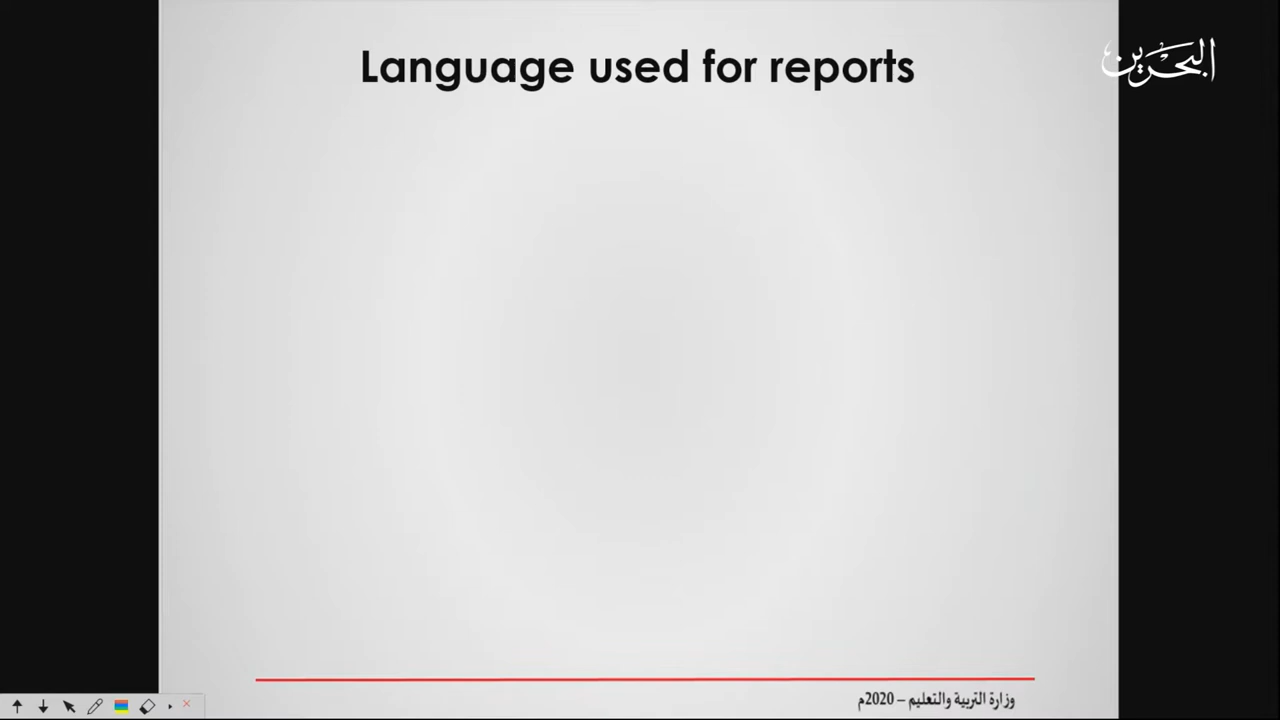 Language used for reports
البحرين
وزارة التربية والتعليم – 2020م